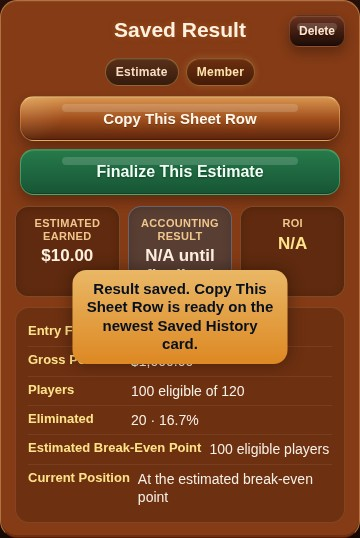 Saved Result
Delete
Estimate
Member
Copy This Sheet Row
Finalize This Estimate
ESTIMATED
EARNED
$10.00
ACCOUNTING
RESULT
N/A until
ROI
N/A
Result saved. Copy This
Sheet Row is ready on the
newest Saved History
card.
Entry
Gross
Players 100 eligible of 120
Eliminated 20 · 16.7%
Estimated Break-Even Point 100 eligible players
Current Position At the estimated break-even
point